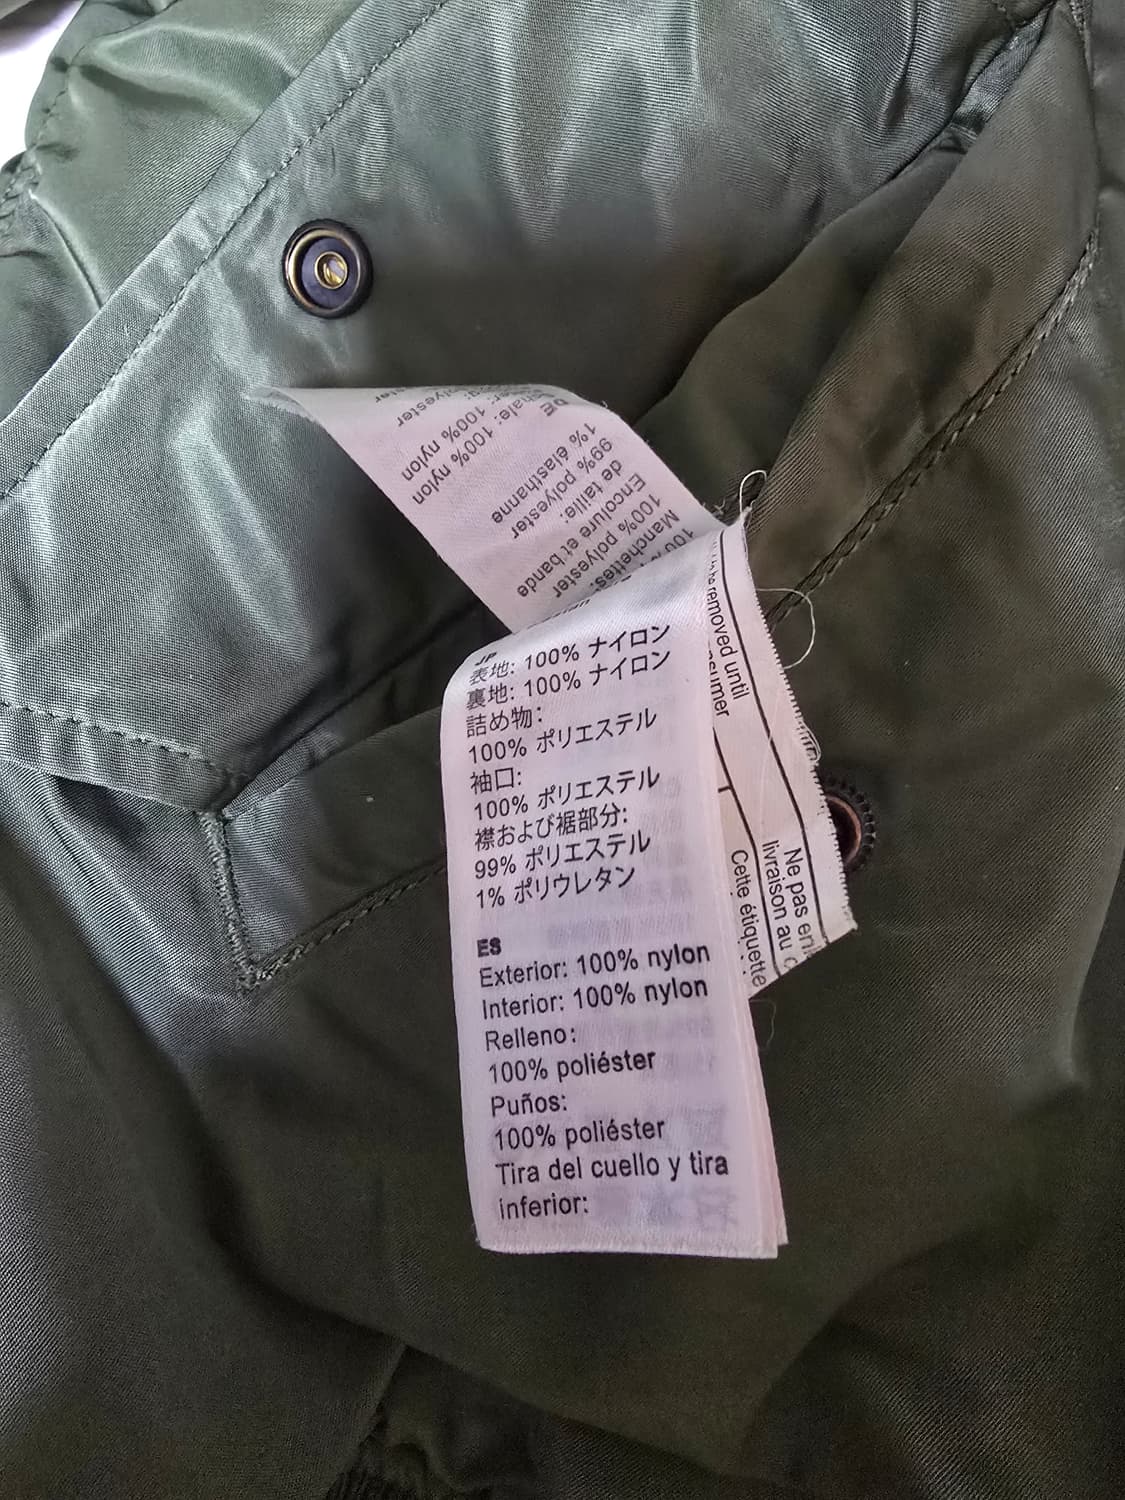 DE
100% nylon
100% nylon
polyester
Manchettes:
100% polyester
Encolure et bande
de taille:
99% polyester
1% élasthanne
removed until
Ne pas
livraison au
Cette étiquette
JP
表地: 100% ナイロン
裏地: 100% ナイロン
詰め物:
100% ポリエステル
袖口:
100% ポリエステル
襟および裾部分:
99% ポリエステル
1% ポリウレタン
ES
Exterior: 100% nylon
Interior: 100% nylon
Relleno:
100% poliéster
Puños:
100% poliéster
Tira del cuello y tira
inferior: